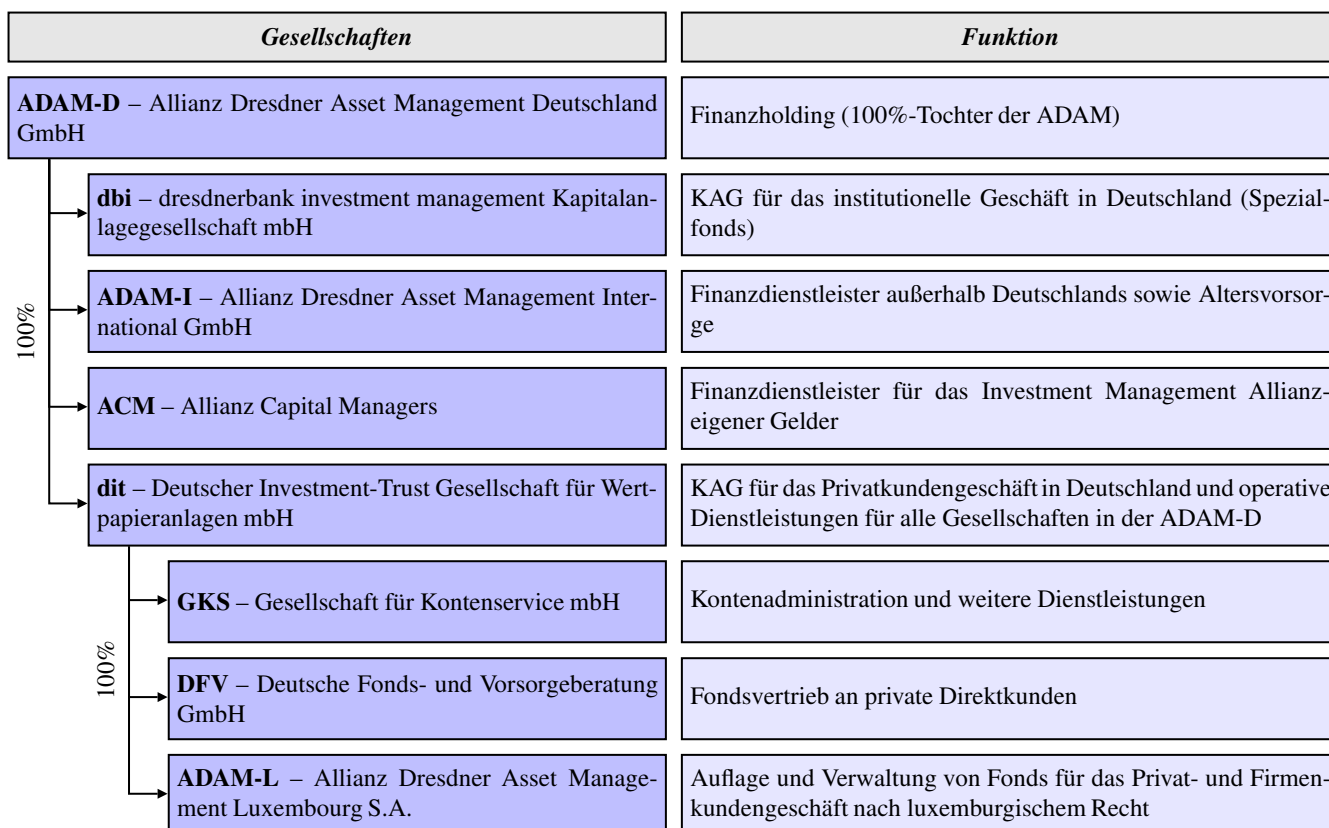 Gesellschaften
Funktion
ADAM-D – Allianz Dresdner Asset Management Deutschland
GmbH
Finanzholding (100%-Tochter der ADAM)
dbi – dresdnerbank investment management Kapitalan-
lagegesellschaft mbH
KAG für das institutionelle Geschäft in Deutschland (Spezial-
fonds)
ADAM-I – Allianz Dresdner Asset Management Inter-
national GmbH
Finanzdienstleister außerhalb Deutschlands sowie Altersvorsor-
ge
100%
ACM – Allianz Capital Managers
Finanzdienstleister für das Investment Management Allianz-
eigener Gelder
dit – Deutscher Investment-Trust Gesellschaft für Wert-
papieranlagen mbH
KAG für das Privatkundengeschäft in Deutschland und operative
Dienstleistungen für alle Gesellschaften in der ADAM-D
GKS – Gesellschaft für Kontenservice mbH
Kontenadministration und weitere Dienstleistungen
100%
DFV – Deutsche Fonds- und Vorsorgeberatung
GmbH
Fondsvertrieb an private Direktkunden
ADAM-L – Allianz Dresdner Asset Manage-
ment Luxembourg S.A.
Auflage und Verwaltung von Fonds für das Privat- und Firmen-
kundengeschäft nach luxemburgischem Recht